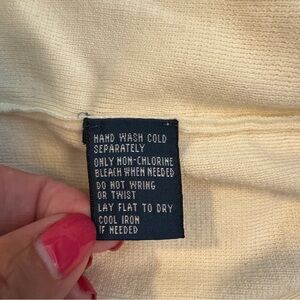 HAND WASH COLD
SEPARATELY
ONLY NON-CHLORINE
BLEACH WHEN NEEDED
DO NOT WRING
OR TWIST
LAY FLAT TO DRY
COOL IRON
IF NEEDED